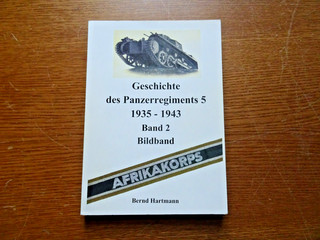 Geschichte
des Panzerregiments 5
1935 - 1943
Band 2
Bildband
AFRIKAKORPS
Bernd Hartmann